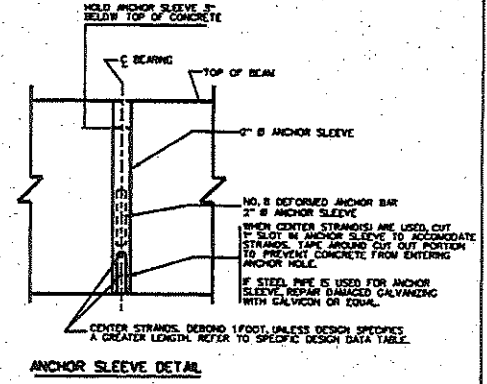 HOLD ANCHOR SLEEVE 3"
BELOW TOP OF CONCRETE
℄ BEARING
TOP OF BEAM
2" Ø ANCHOR SLEEVE
NO. 8 DEFORMED ANCHOR BAR
2" Ø ANCHOR SLEEVE
WHEN CENTER STRAND(S) ARE USED, CUT
1" SLOT IN ANCHOR SLEEVE TO ACCOMODATE
STRANDS. TAPE AROUND CUT OUT PORTION
TO PREVENT CONCRETE FROM ENTERING
ANCHOR HOLE.
IF STEEL PIPE IS USED FOR ANCHOR
SLEEVE, REPAIR DAMAGED GALVANIZING
WITH GALVICON OR EQUAL.
CENTER STRANDS. DEBOND 1 FOOT, UNLESS DESIGN SPECIFIES
A GREATER LENGTH. REFER TO SPECIFIC DESIGN DATA TABLE.
ANCHOR SLEEVE DETAIL